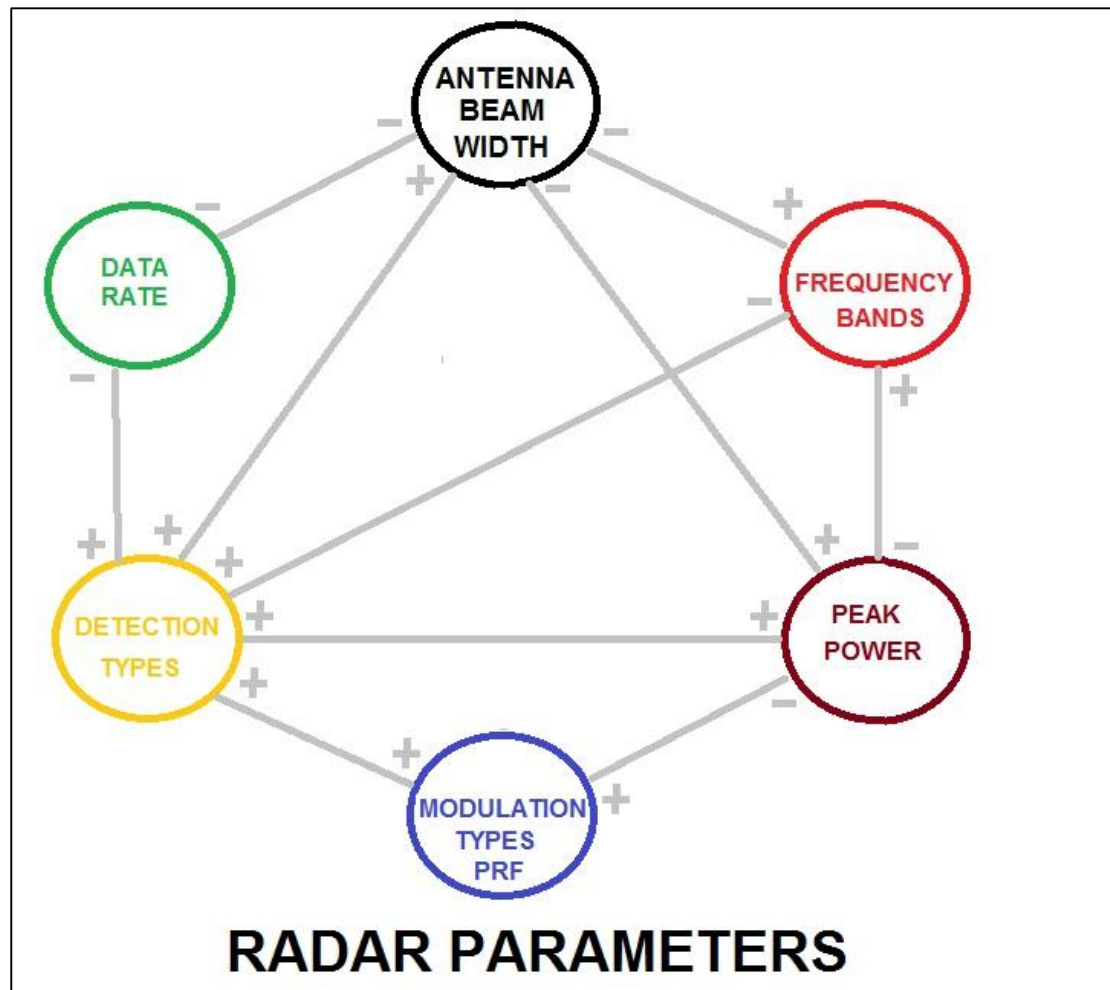 ANTENNA
BEAM
WIDTH
DATA
RATE
FREQUENCY
BANDS
DETECTION
TYPES
PEAK
POWER
MODULATION
TYPES
PRF
RADAR PARAMETERS